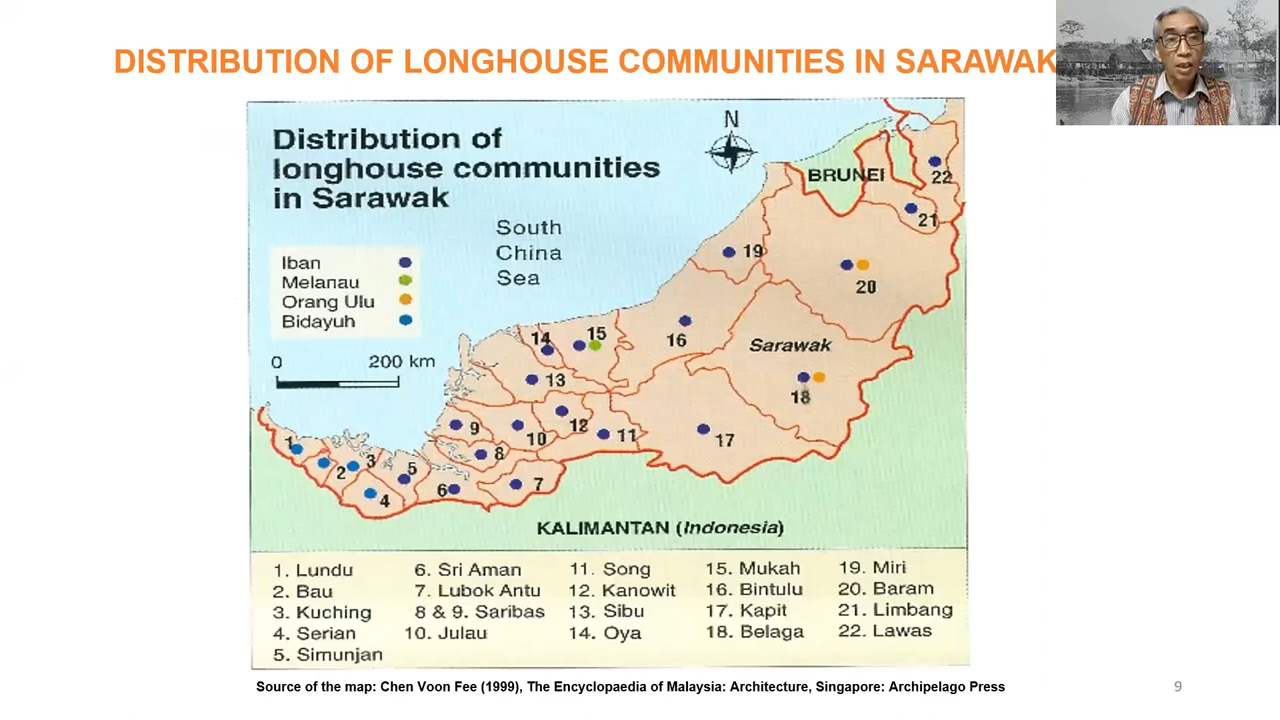 DISTRIBUTION OF LONGHOUSE COMMUNITIES IN SARAWAK
Distribution of
longhouse communities
in Sarawak
N
South
China
Sea
BRUNEI
22
21
19
20
Iban
Melanau
Orang Ulu
Bidayuh
0 200 km
14
15
16
Sarawak
18
13
9
10
12
11
17
8
1
2
3
5
4
6
7
KALIMANTAN (Indonesia)
1. Lundu
2. Bau
3. Kuching
4. Serian
5. Simunjan
6. Sri Aman
7. Lubok Antu
8 & 9. Saribas
10. Julau
11. Song
12. Kanowit
13. Sibu
14. Oya
15. Mukah
16. Bintulu
17. Kapit
18. Belaga
19. Miri
20. Baram
21. Limbang
22. Lawas
Source of the map: Chen Voon Fee (1999), The Encyclopaedia of Malaysia: Architecture, Singapore: Archipelago Press
9